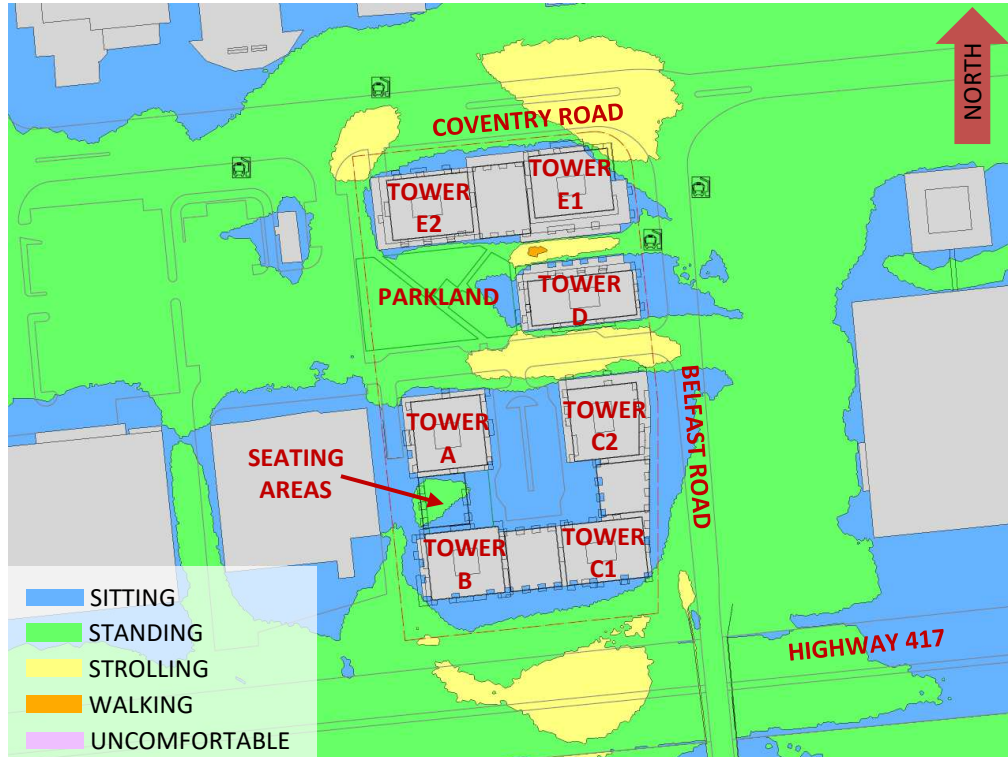 NORTH
COVENTRY ROAD
TOWER
E2
TOWER
E1
PARKLAND
TOWER
D
TOWER
A
TOWER
C2
BELFAST ROAD
SEATING
AREAS
TOWER
B
TOWER
C1
HIGHWAY 417
SITTING
STANDING
STROLLING
WALKING
UNCOMFORTABLE